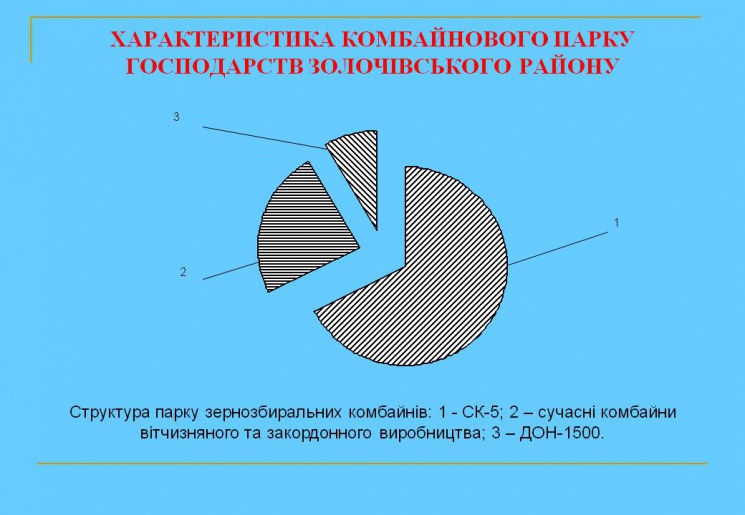 ХАРАКТЕРИСТИКА КОМБАЙНОВОГО ПАРКУ
ГОСПОДАРСТВ ЗОЛОЧІВСЬКОГО РАЙОНУ
3
1
2
Структура парку зернозбиральних комбайнів: 1 - СК-5; 2 – сучасні комбайни
вітчизняного та закордонного виробництва; 3 – ДОН-1500.